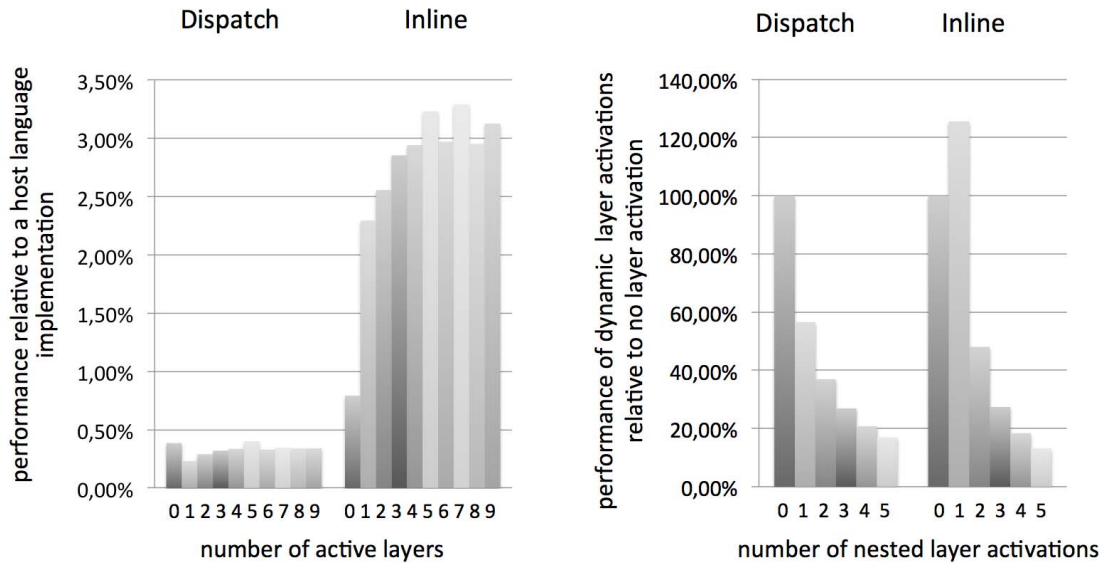 Dispatch Inline
performance relative to a host language
implementation
3,50%
3,00%
2,50%
2,00%
1,50%
1,00%
0,50%
0,00%
0 1 2 3 4 5 6 7 8 9 0 1 2 3 4 5 6 7 8 9
number of active layers
Dispatch Inline
performance of dynamic layer activations
relative to no layer activation
140,00%
120,00%
100,00%
80,00%
60,00%
40,00%
20,00%
0,00%
0 1 2 3 4 5 0 1 2 3 4 5
number of nested layer activations